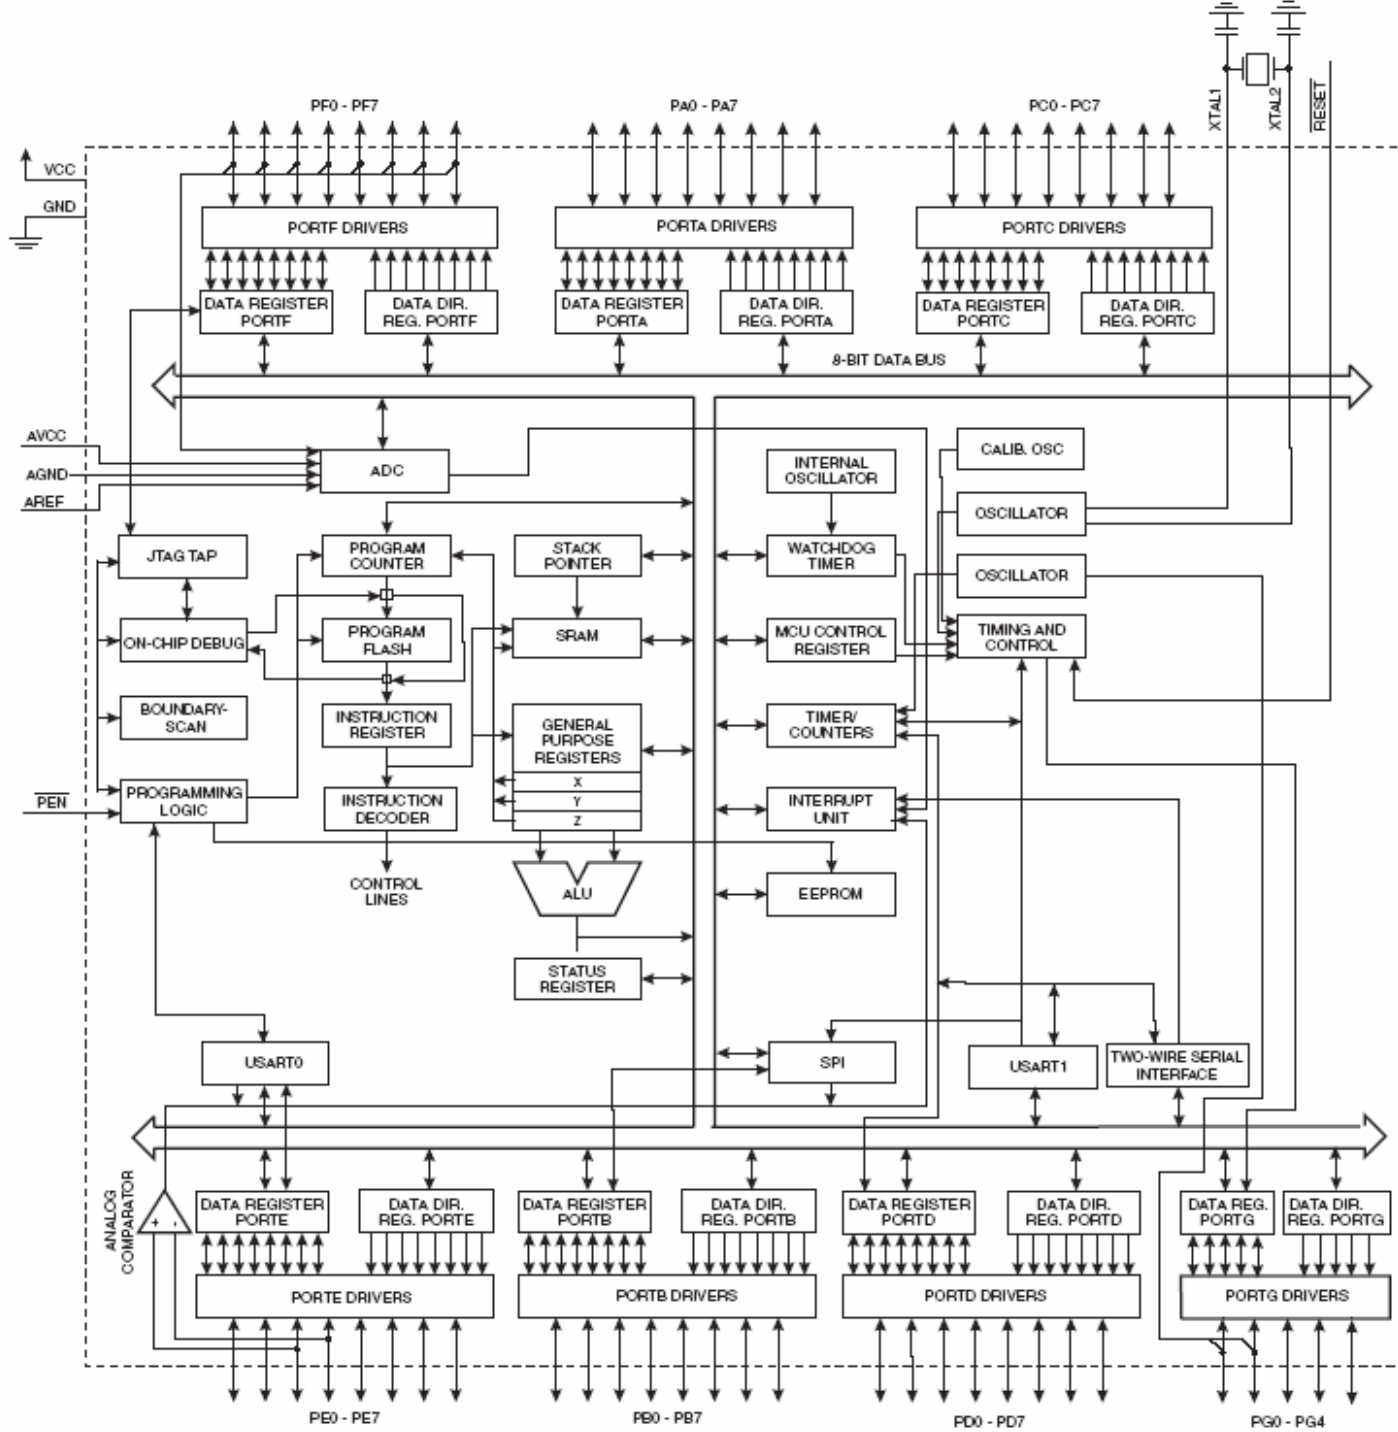 XTAL1
XTAL2
RESET
PF0 - PF7
PA0 - PA7
PC0 - PC7
VCC
GND
PORTF DRIVERS
PORTA DRIVERS
PORTC DRIVERS
DATA REGISTER
PORTF
DATA DIR.
REG. PORTF
DATA REGISTER
PORTA
DATA DIR.
REG. PORTA
DATA REGISTER
PORTC
DATA DIR.
REG. PORTC
8-BIT DATA BUS
AVCC
AGND
AREF
ADC
INTERNAL
OSCILLATOR
CALIB. OSC
OSCILLATOR
JTAG TAP
PROGRAM
COUNTER
STACK
POINTER
WATCHDOG
TIMER
OSCILLATOR
ON-CHIP DEBUG
PROGRAM
FLASH
SRAM
MCU CONTROL
REGISTER
TIMING AND
CONTROL
BOUNDARY-
SCAN
INSTRUCTION
REGISTER
GENERAL
PURPOSE
REGISTERS
X
Y
Z
TIMER/
COUNTERS
PEN
PROGRAMMING
LOGIC
INSTRUCTION
DECODER
INTERRUPT
UNIT
CONTROL
LINES
ALU
EEPROM
STATUS
REGISTER
USART0
SPI
USART1
TWO-WIRE SERIAL
INTERFACE
ANALOG
COMPARATOR
+
-
DATA REGISTER
PORTE
DATA DIR.
REG. PORTE
DATA REGISTER
PORTB
DATA DIR.
REG. PORTB
DATA REGISTER
PORTD
DATA DIR.
REG. PORTD
DATA REG.
PORTG
DATA DIR.
REG. PORTG
PORTE DRIVERS
PORTB DRIVERS
PORTD DRIVERS
PORTG DRIVERS
PE0 - PE7
PB0 - PB7
PD0 - PD7
PG0 - PG4